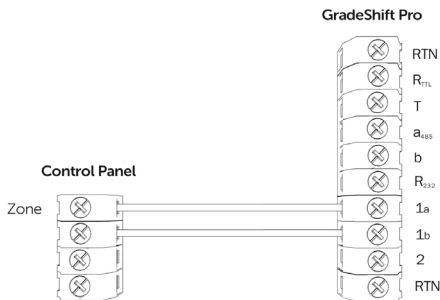 GradeShift Pro
RTN
RTTL
T
a485
b
R232
Control Panel
Zone
1a
1b
2
RTN